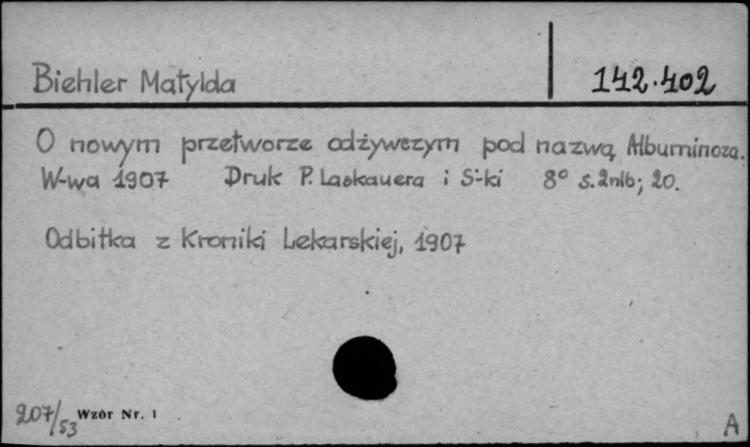 Biehler Matylda
142.402
O nowym przetworze odżywczym pod nazwą Albuminoza.
W-wa 1907 Druk P. Laskauera i S-ki 8° s. 2nlb; 20.
Odbitka z Kroniki Lekarskiej, 1907
207/53 Wzór Nr. 1
A